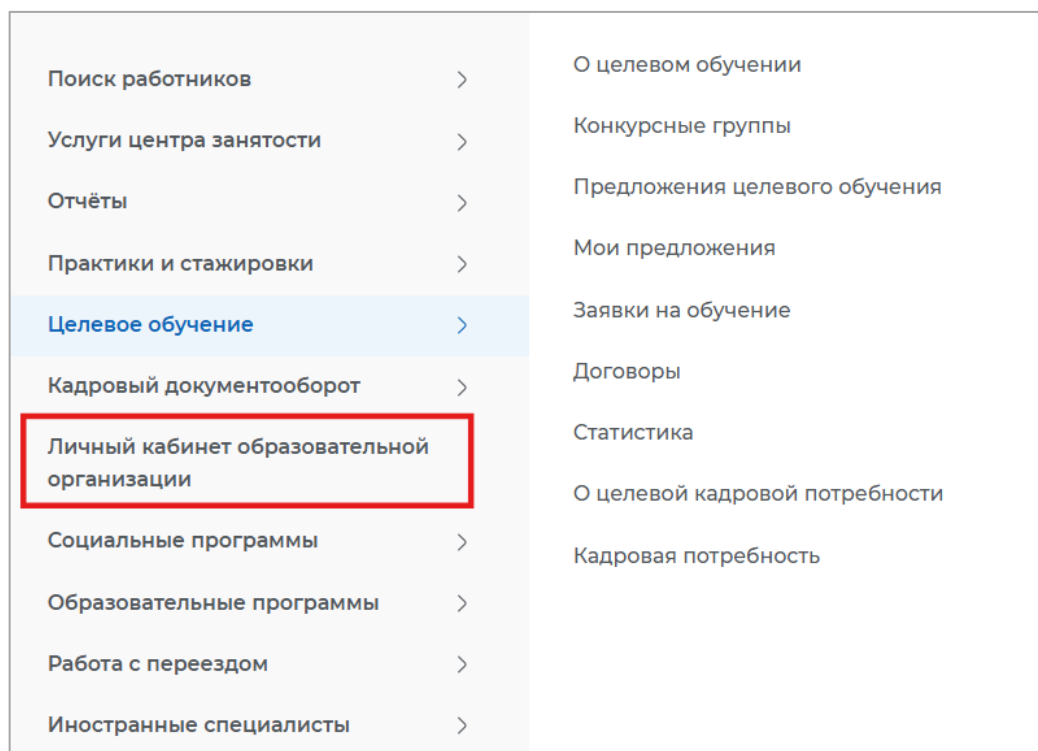 Поиск работников
Услуги центра занятости
Отчёты
Практики и стажировки
Целевое обучение
Кадровый документооборот
Личный кабинет образовательной
организации
Социальные программы
Образовательные программы
Работа с переездом
Иностранные специалисты
О целевом обучении
Конкурсные группы
Предложения целевого обучения
Мои предложения
Заявки на обучение
Договоры
Статистика
О целевой кадровой потребности
Кадровая потребность